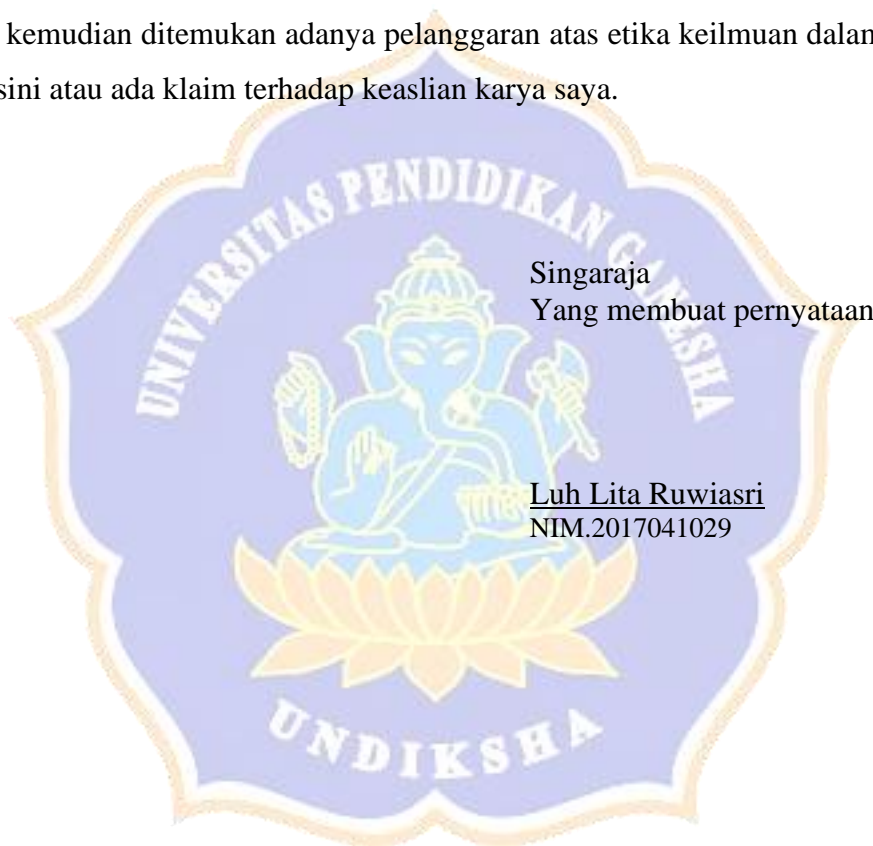 kemudian ditemukan adanya pelanggaran atas etika keilmuan dalam
sini atau ada klaim terhadap keaslian karya saya.
UNIVERSITAS PENDIDIKAN GANESHA
Singaraja
Yang membuat pernyataan
Luh Lita Ruwiasri
NIM.2017041029
UNDIKSHA